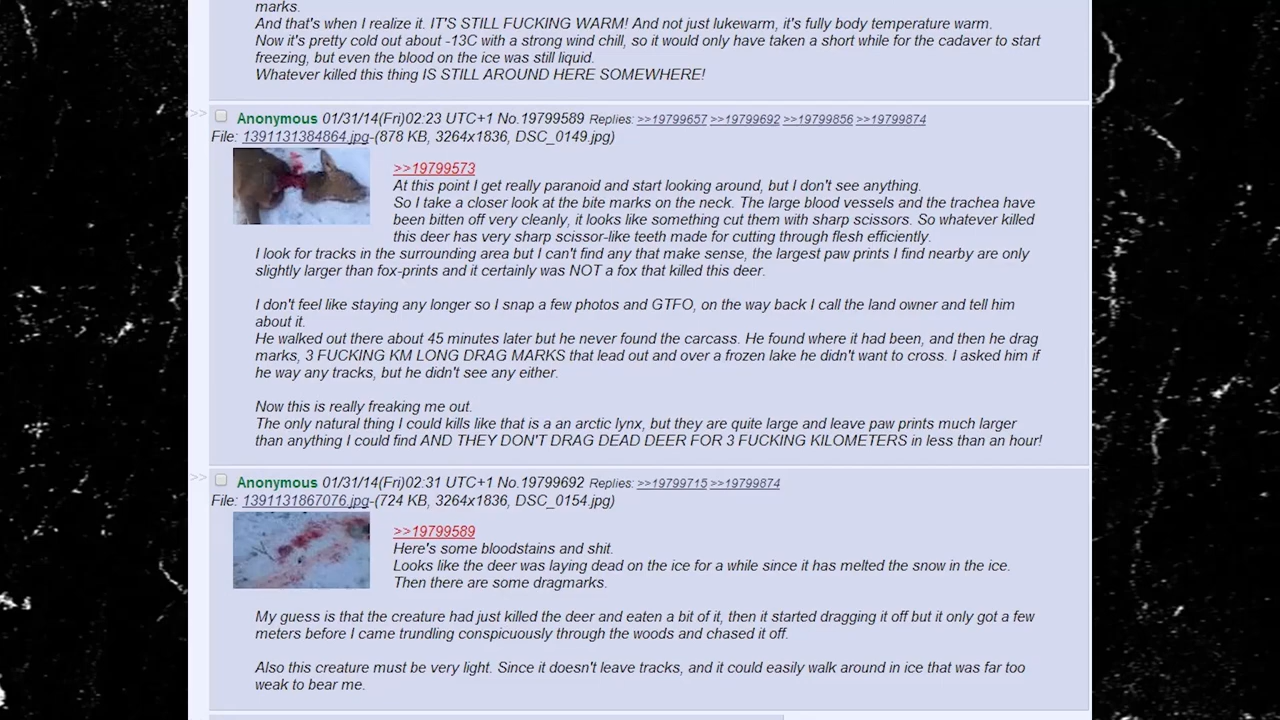 marks.
And that's when I realize it. IT'S STILL FUCKING WARM! And not just lukewarm, it's fully body temperature warm.
Now it's pretty cold out about -13C with a strong wind chill, so it would only have taken a short while for the cadaver to start
freezing, but even the blood on the ice was still liquid.
Whatever killed this thing IS STILL AROUND HERE SOMEWHERE!
>> Anonymous 01/31/14(Fri)02:23 UTC+1 No.19799589 Replies: >>19799657 >>19799692 >>19799856 >>19799874
File: 1391131384864.jpg-(878 KB, 3264x1836, DSC_0149.jpg)
>>19799573
At this point I get really paranoid and start looking around, but I don't see anything.
So I take a closer look at the bite marks on the neck. The large blood vessels and the trachea have
been bitten off very cleanly, it looks like something cut them with sharp scissors. So whatever killed
this deer has very sharp scissor-like teeth made for cutting through flesh efficiently.
I look for tracks in the surrounding area but I can't find any that make sense, the largest paw prints I find nearby are only
slightly larger than fox-prints and it certainly was NOT a fox that killed this deer.
I don't feel like staying any longer so I snap a few photos and GTFO, on the way back I call the land owner and tell him
about it.
He walked out there about 45 minutes later but he never found the carcass. He found where it had been, and then he drag
marks, 3 FUCKING KM LONG DRAG MARKS that lead out and over a frozen lake he didn't want to cross. I asked him if
he way any tracks, but he didn't see any either.
Now this is really freaking me out.
The only natural thing I could kills like that is a an arctic lynx, but they are quite large and leave paw prints much larger
than anything I could find AND THEY DON'T DRAG DEAD DEER FOR 3 FUCKING KILOMETERS in less than an hour!
>> Anonymous 01/31/14(Fri)02:31 UTC+1 No.19799692 Replies: >>19799715 >>19799874
File: 1391131867076.jpg-(724 KB, 3264x1836, DSC_0154.jpg)
>>19799589
Here's some bloodstains and shit.
Looks like the deer was laying dead on the ice for a while since it has melted the snow in the ice.
Then there are some dragmarks.
My guess is that the creature had just killed the deer and eaten a bit of it, then it started dragging it off but it only got a few
meters before I came trundling conspicuously through the woods and chased it off.
Also this creature must be very light. Since it doesn't leave tracks, and it could easily walk around in ice that was far too
weak to bear me.